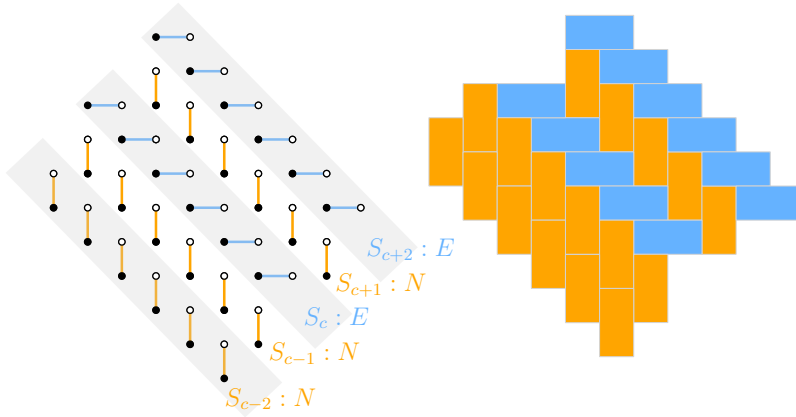 S_{c+2} : E
S_{c+1} : N
S_c : E
S_{c-1} : N
S_{c-2} : N